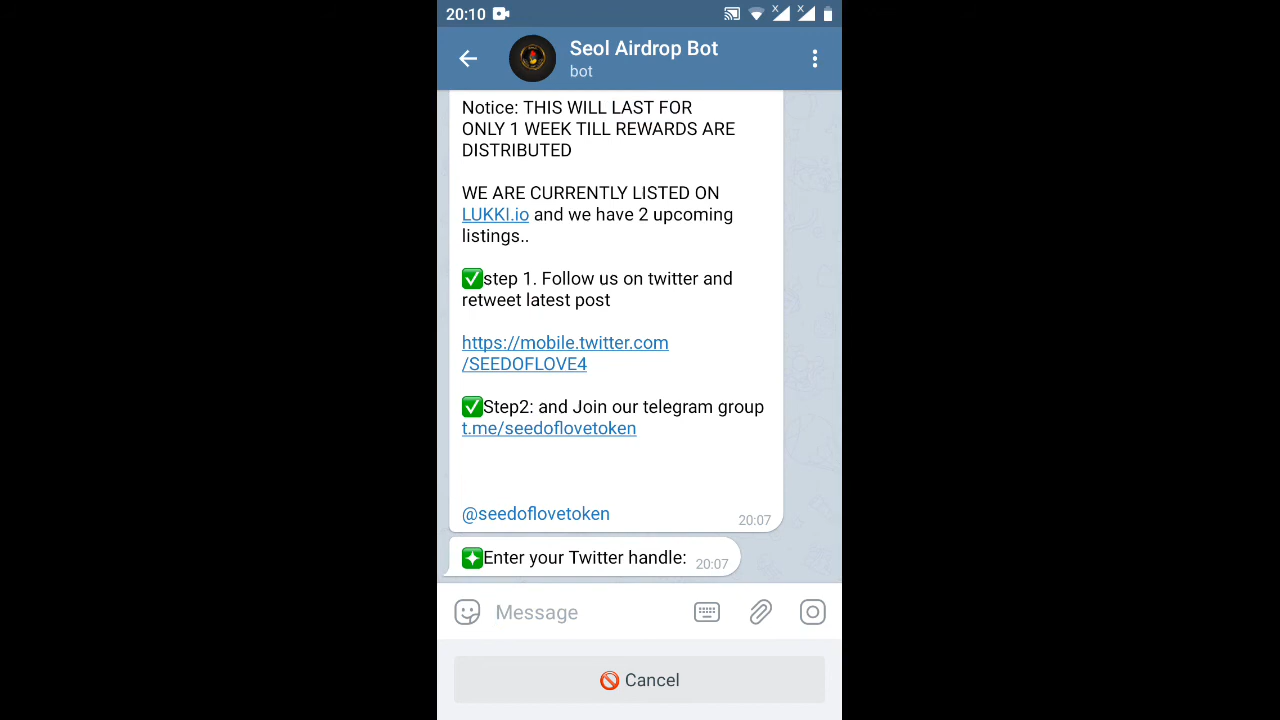 20:10
Seol Airdrop Bot
bot
Notice: THIS WILL LAST FOR
ONLY 1 WEEK TILL REWARDS ARE
DISTRIBUTED
WE ARE CURRENTLY LISTED ON
LUKKI.io and we have 2 upcoming
listings..
✅step 1. Follow us on twitter and
retweet latest post
https://mobile.twitter.com
/SEEDOFLOVE4
✅Step2: and Join our telegram group
t.me/seedoflovetoken
@seedoflovetoken
20:07
Enter your Twitter handle: 20:07
Message
🚫 Cancel